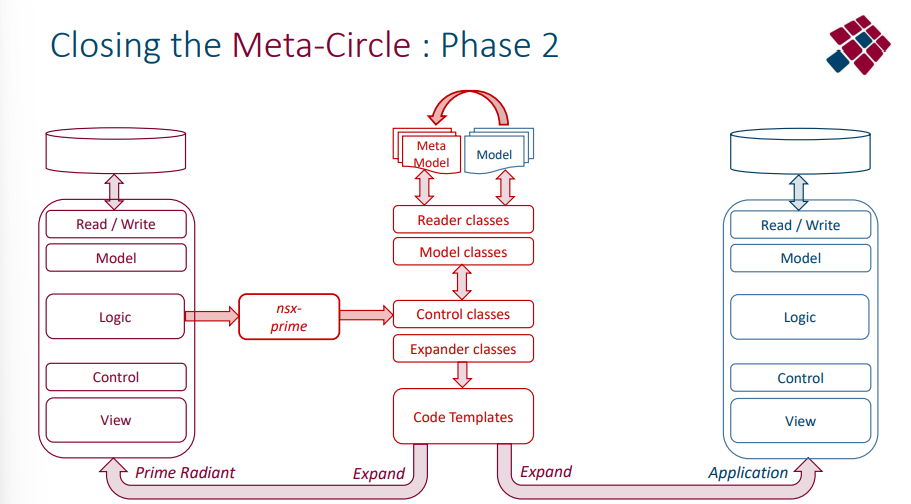 Closing the Meta-Circle : Phase 2
Read / Write
Model
Logic
Control
View
Prime Radiant
nsx-
prime
Meta
Model
Model
Reader classes
Model classes
Control classes
Expander classes
Code Templates
Expand
Expand
Read / Write
Model
Logic
Control
View
Application